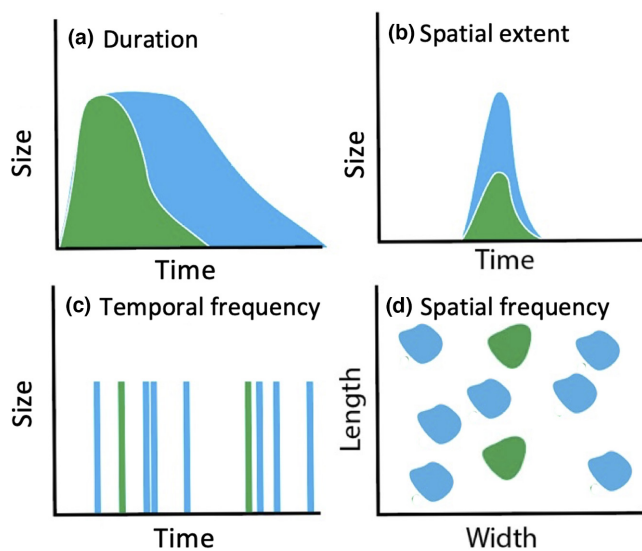 (a) Duration
Size
Time
(b) Spatial extent
Size
Time
(c) Temporal frequency
Size
Time
(d) Spatial frequency
Length
Width